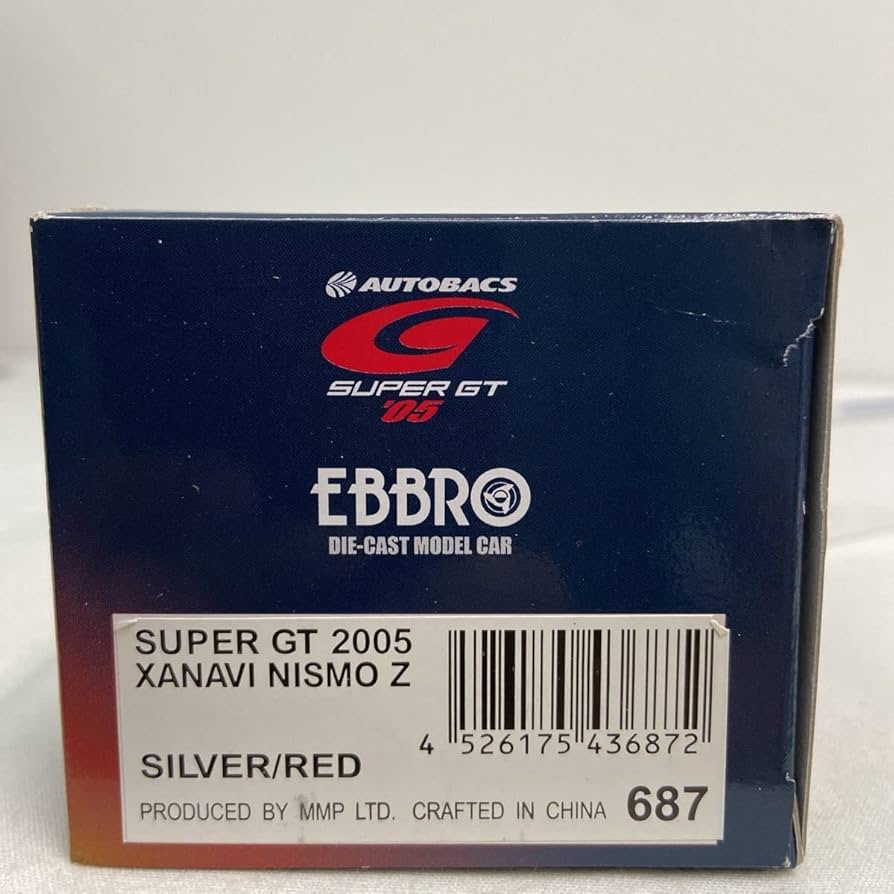 AUTOBACS
SUPER GT
'05
EBBRO
DIE-CAST MODEL CAR
SUPER GT 2005
XANAVI NISMO Z
4 526175 436872
SILVER/RED
PRODUCED BY MMP LTD. CRAFTED IN CHINA 687